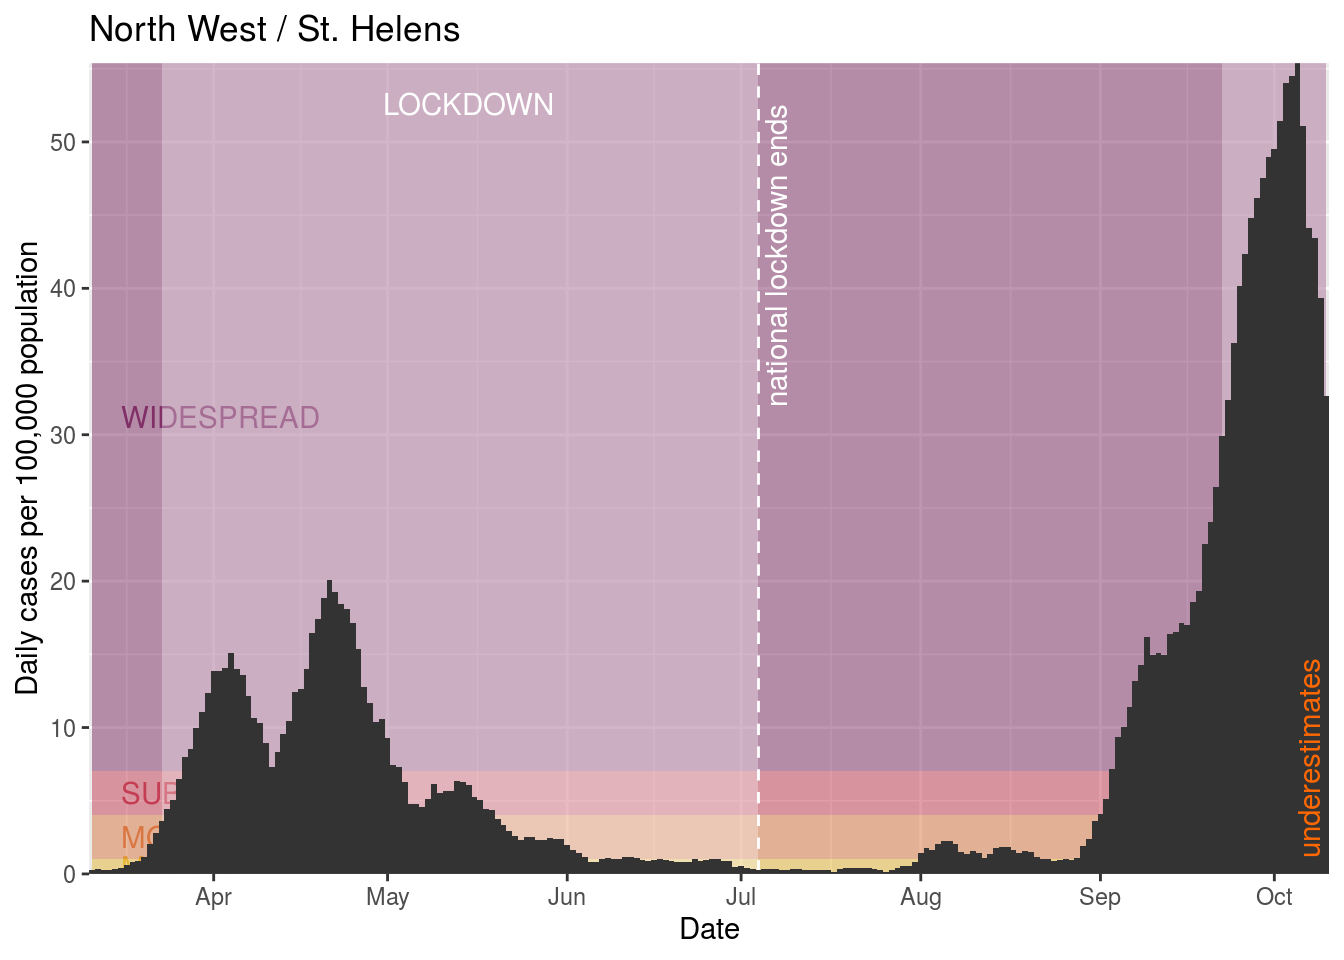 North West / St. Helens
LOCKDOWN
national lockdown ends
WIDESPREAD
underestimates
Daily cases per 100,000 population
50
40
30
20
10
0
Apr
May
Jun
Jul
Aug
Sep
Oct
Date